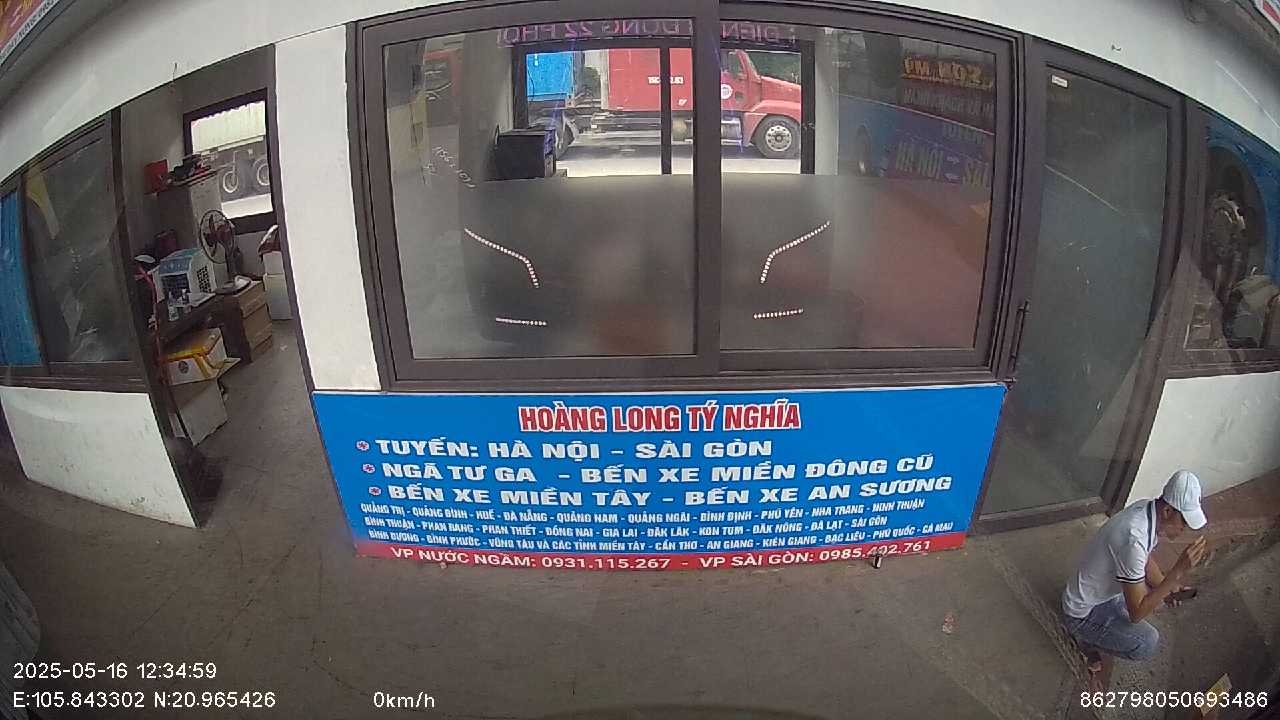 HOÀNG LONG TÝ NGHĨA
TUYẾN: HÀ NỘI - SÀI GÒN
NGÃ TƯ GA - BẾN XE MIỀN ĐÔNG CŨ
BẾN XE MIỀN TÂY - BẾN XE AN SƯƠNG
QUẢNG TRỊ - QUẢNG BÌNH - HUẾ - ĐÀ NẴNG - QUẢNG NAM - QUẢNG NGÃI - BÌNH ĐỊNH - PHÚ YÊN - NHA TRANG - NINH THUẬN
BÌNH THUẬN - PHAN RANG - PHAN THIẾT - ĐỒNG NAI - GIA LAI - ĐĂK LĂK - KON TUM - ĐĂK NÔNG - ĐÀ LẠT - SÀI GÒN
BÌNH DƯƠNG - BÌNH PHƯỚC - VŨNG TÀU VÀ CÁC TỈNH MIỀN TÂY - CẦN THƠ - AN GIANG - KIÊN GIANG - BẠC LIÊU - PHÚ QUỐC - CÀ MAU
VP NƯỚC NGẦM: 0931.115.267 - VP SÀI GÒN: 0985.402.761
2025-05-16 12:34:59
E:105.843302 N:20.965426
0km/h
862798050693486